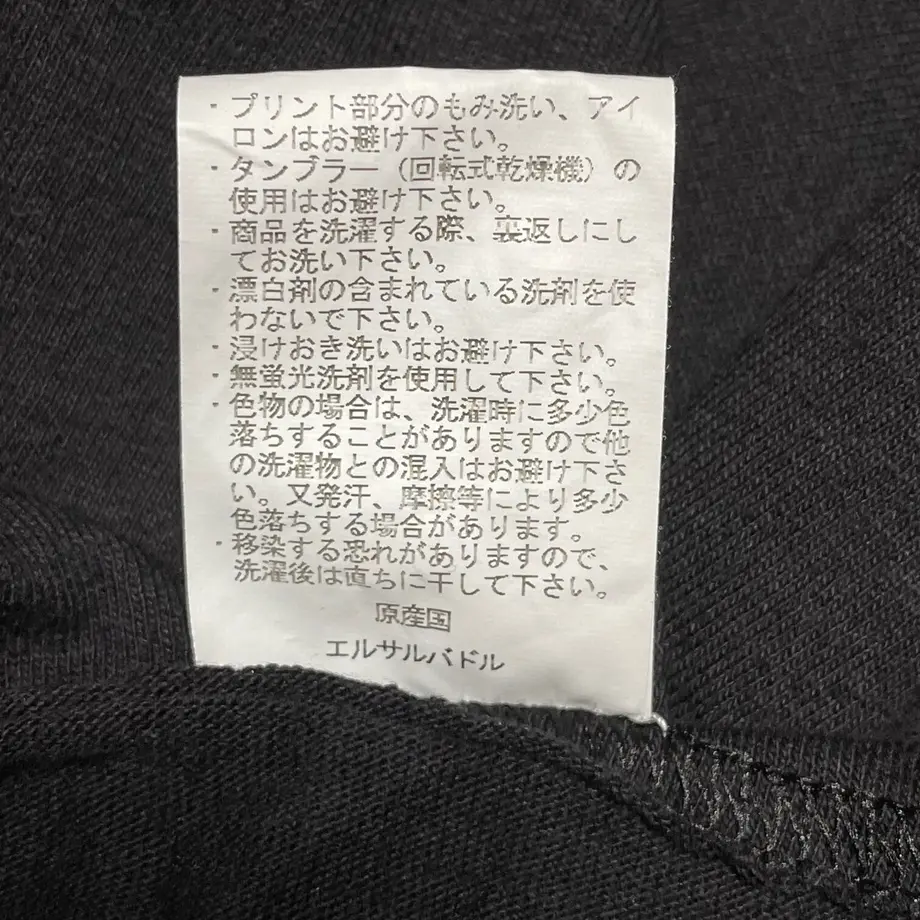 ・プリント部分のもみ洗い、アイ
ロンはお避け下さい。
・タンブラー（回転式乾燥機）の
使用はお避け下さい。
・商品を洗濯する際、裏返しにし
てお洗い下さい。
・漂白剤の含まれている洗剤を使
わないで下さい。
・浸けおき洗いはお避け下さい。
・無蛍光洗剤を使用して下さい。
・色物の場合は、洗濯時に多少色
落ちすることがありますので他
の洗濯物との混入はお避け下さ
い。又発汗、摩擦等により多少
色落ちする場合があります。
・移染する恐れがありますので、
洗濯後は直ちに干して下さい。
原産国
エルサルバドル